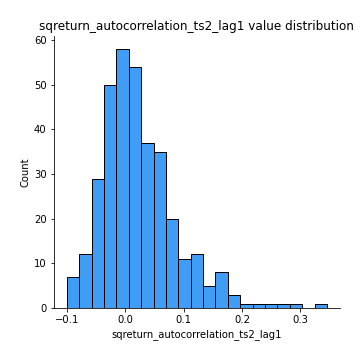 sqreturn_autocorrelation_ts2_lag1 value distribution
60
50
40
30
20
10
0
Count
−0.1 0.0 0.1 0.2 0.3
sqreturn_autocorrelation_ts2_lag1